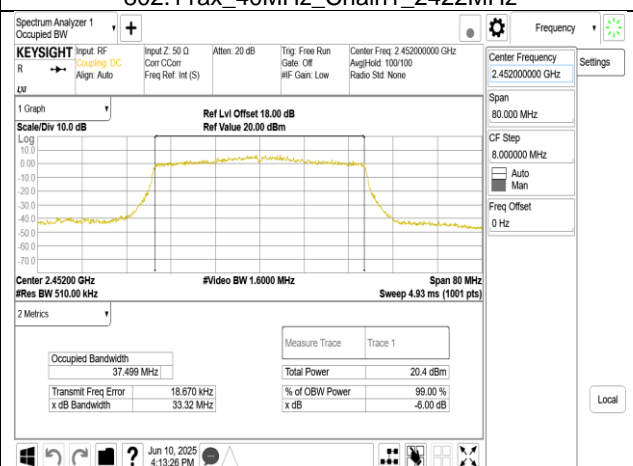 802.11ax_40MHz_Chain1_2422MHz
Spectrum Analyzer 1
Occupied BW
+
Frequency
KEYSIGHT
R
LXI
Input: RF
Coupling: DC
Align: Auto
Input Z: 50 Ω
Corr CCorr
Freq Ref: Int (S)
Atten: 20 dB
Trig: Free Run
Gate: Off
#IF Gain: Low
Center Freq: 2.452000000 GHz
Avg|Hold: 100/100
Radio Std: None
Center Frequency
2.452000000 GHz
Settings
Span
80.000 MHz
CF Step
8.000000 MHz
Auto
Man
Freq Offset
0 Hz
Local
1 Graph
Scale/Div 10.0 dB
Ref Lvl Offset 18.00 dB
Ref Value 20.00 dBm
Log
10.0
0.00
-10.0
-20.0
-30.0
-40.0
-50.0
-60.0
-70.0
Center 2.45200 GHz
#Res BW 510.00 kHz
#Video BW 1.6000 MHz
Span 80 MHz
Sweep 4.93 ms (1001 pts)
2 Metrics
Measure Trace Trace 1
Occupied Bandwidth
37.499 MHz
Total Power 20.4 dBm
Transmit Freq Error 18.670 kHz
% of OBW Power 99.00 %
x dB Bandwidth 33.32 MHz
x dB -6.00 dB
?
Jun 10, 2025
4:13:26 PM